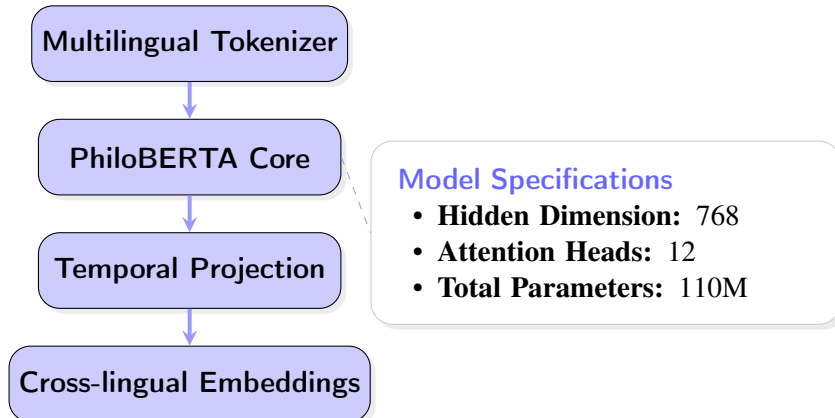 Multilingual Tokenizer
PhiloBERTA Core
Temporal Projection
Cross-lingual Embeddings
Model Specifications
• Hidden Dimension: 768
• Attention Heads: 12
• Total Parameters: 110M